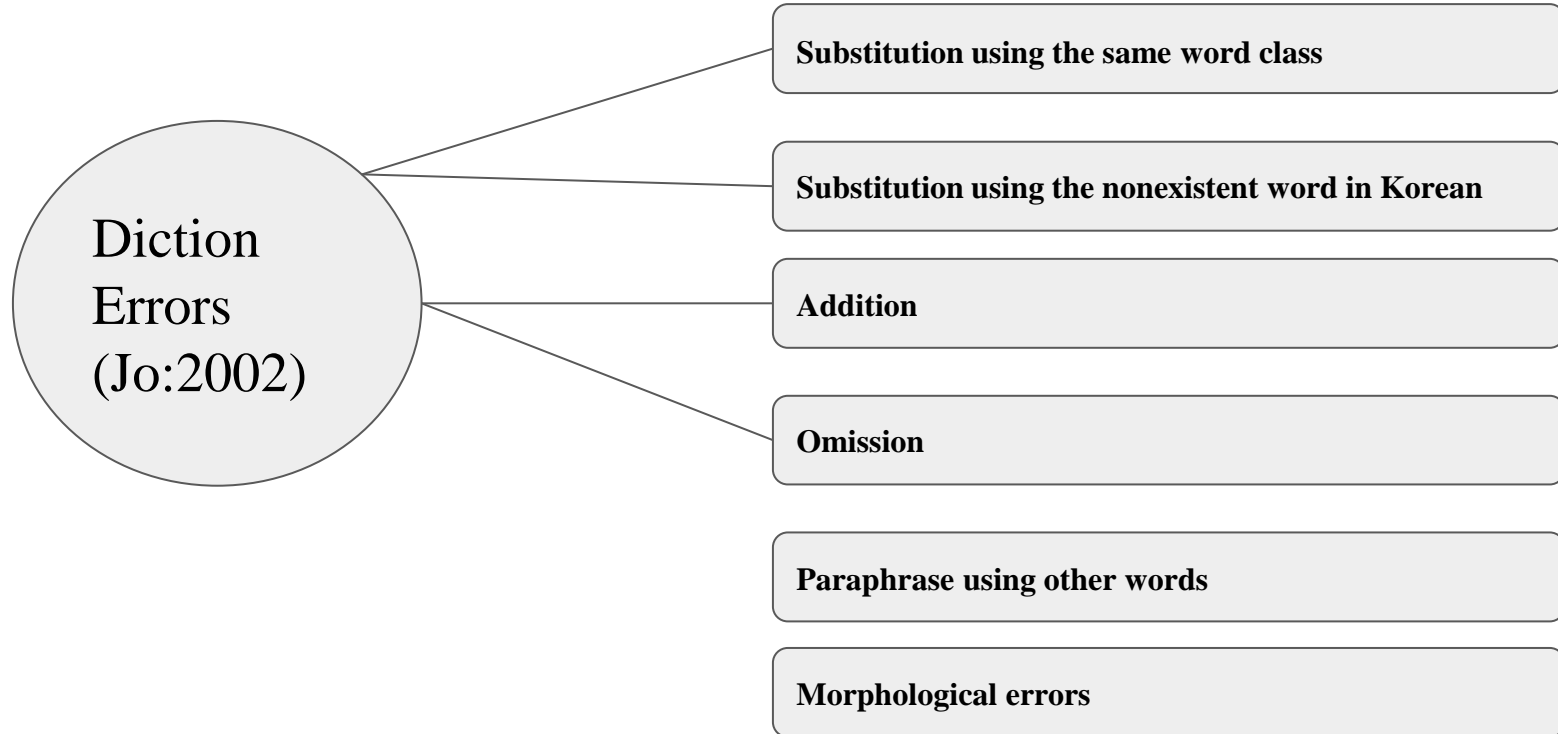 Diction
Errors
(Jo:2002)
Substitution using the same word class
Substitution using the nonexistent word in Korean
Addition
Omission
Paraphrase using other words
Morphological errors